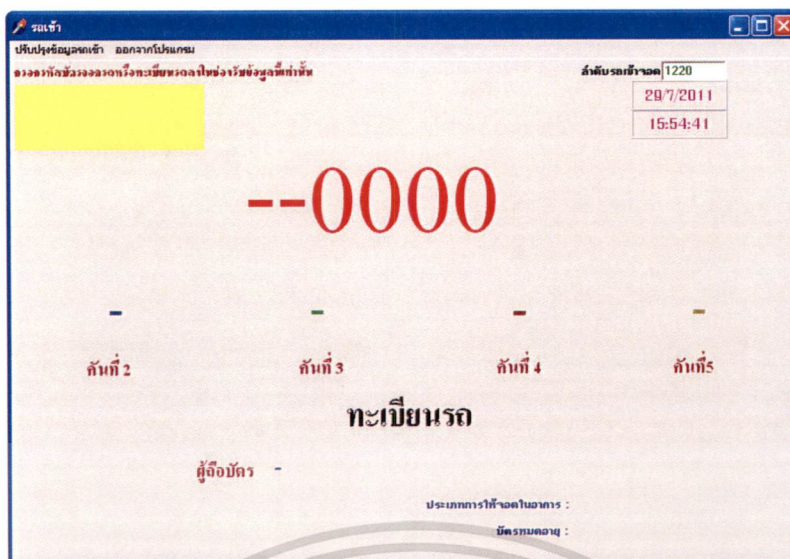 รถเข้า
ปรับปรุงข้อมูลรถเข้า ออกจากโปรแกรม
ลำดับรถเข้าจอด 1220
29/7/2011
15:54:41
--0000
- - - -
คันที่ 2 คันที่ 3 คันที่ 4 คันที่5
ทะเบียนรถ
ผู้ถือบัตร -
ประเภทการให้จอดในอาคาร :
บัตรหมดอายุ :